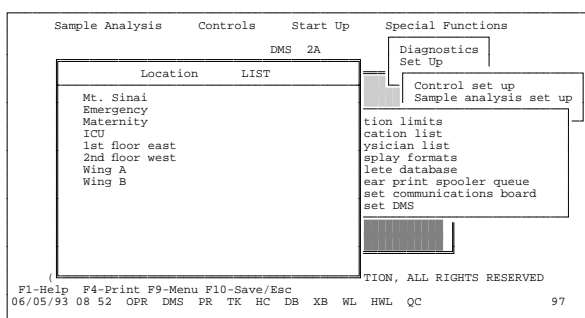 Sample Analysis Controls Start Up Special Functions
DMS 2A
Diagnostics
Set Up
Location LIST
Control set up
Sample analysis set up
Mt. Sinai
Emergency
Maternity
ICU
1st floor east
2nd floor west
Wing A
Wing B
tion limits
cation list
ysician list
splay formats
lete database
ear print spooler queue
set communications board
set DMS
( TION, ALL RIGHTS RESERVED
F1-Help F4-Print F9-Menu F10-Save/Esc
06/05/93 08 52 OPR DMS PR TK HC DB XB WL HWL QC 97